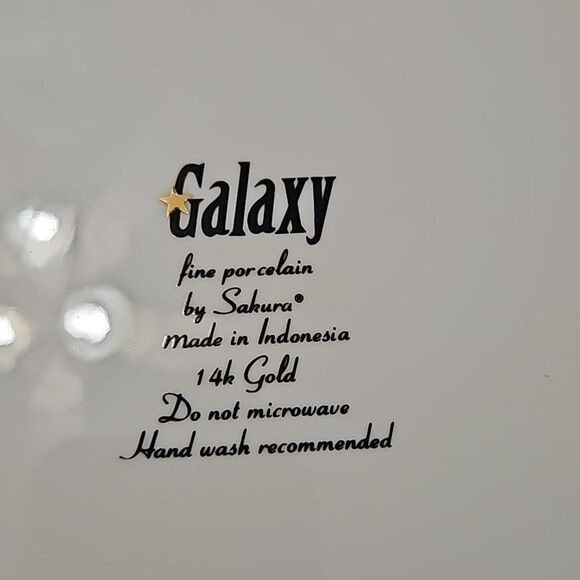 Galaxy
fine porcelain
by Sakura®
made in Indonesia
14k Gold
Do not microwave
Hand wash recommended